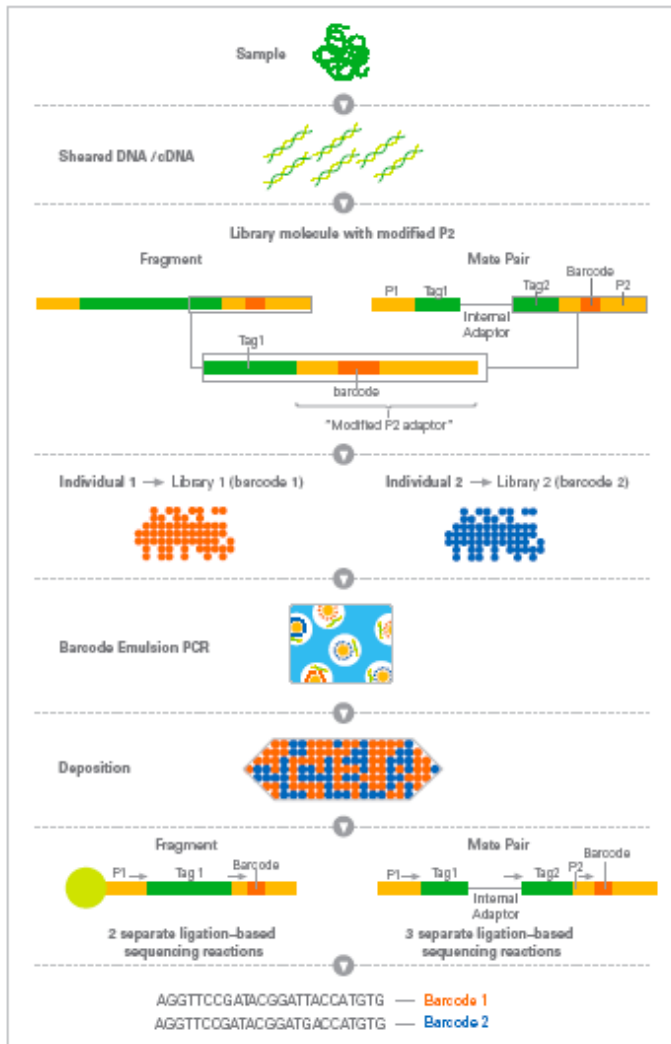 Sample
Sheared DNA/cDNA
Library molecule with modified P2
Fragment
Mate Pair
P1
Tag1
Internal
Adaptor
Tag2
Barcode
P2
Tag1
barcode
"Modified P2 adaptor"
Individual 1 → Library 1 (barcode 1)
Individual 2 → Library 2 (barcode 2)
Barcode Emulsion PCR
Deposition
Fragment
P1
Tag 1
Barcode
2 separate ligation–based
sequencing reactions
Mate Pair
P1
Tag1
Internal
Adaptor
Tag2
P2
Barcode
3 separate ligation–based
sequencing reactions
AGGTTCCGATACGGATTACCATGTG — Barcode 1
AGGTTCCGATACGGATGACCATGTG — Barcode 2